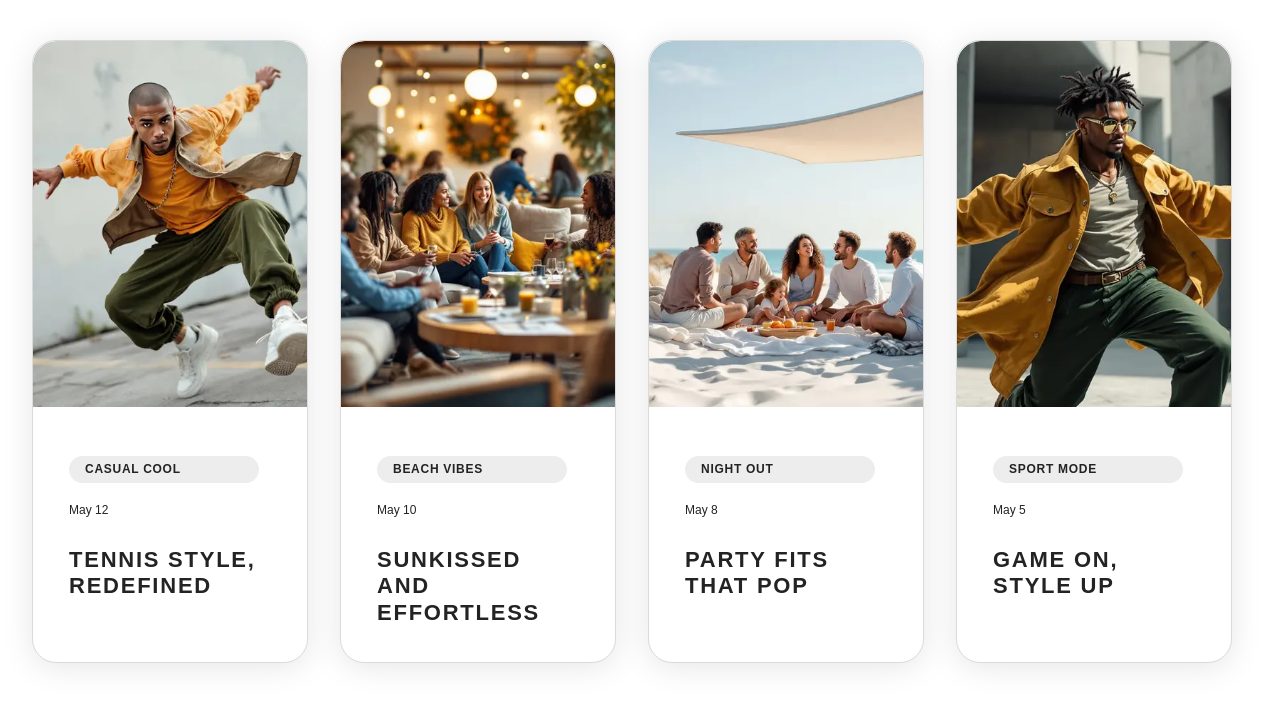 CASUAL COOL
May 12
TENNIS STYLE,
REDEFINED
BEACH VIBES
May 10
SUNKISSED
AND
EFFORTLESS
NIGHT OUT
May 8
PARTY FITS
THAT POP
SPORT MODE
May 5
GAME ON,
STYLE UP